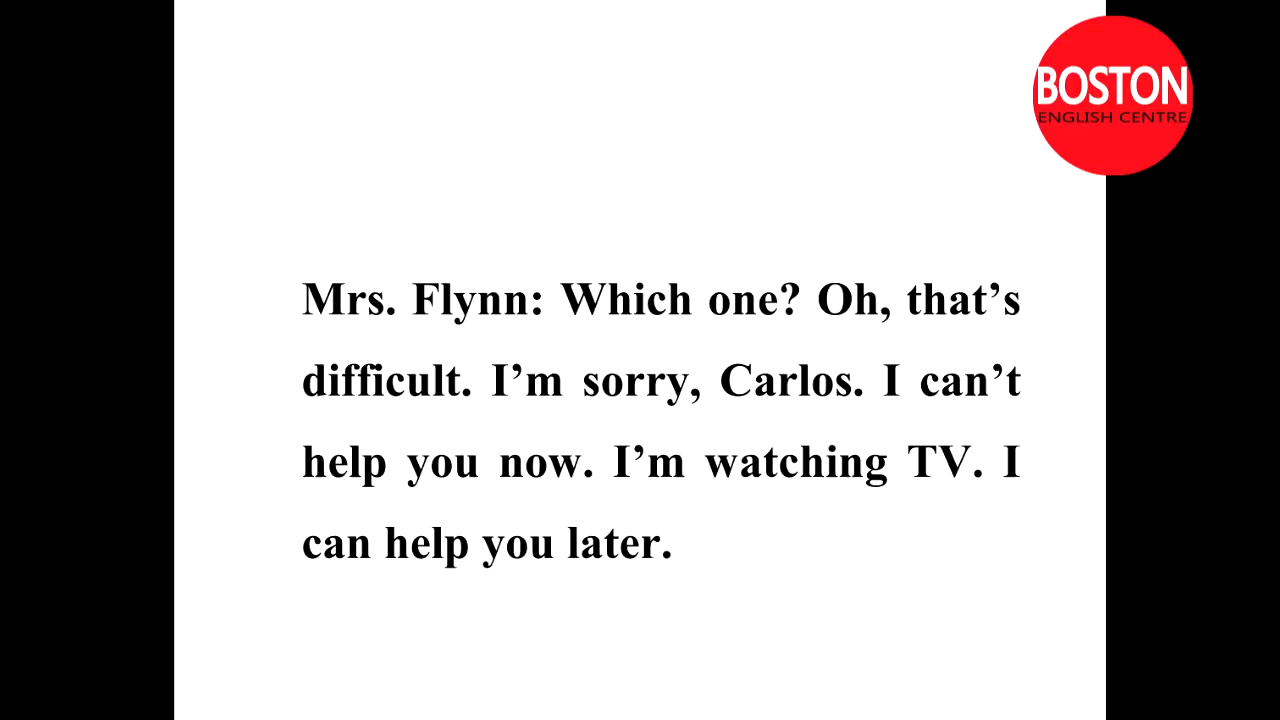 BOSTON
ENGLISH CENTRE
Mrs. Flynn: Which one? Oh, that’s
difficult. I’m sorry, Carlos. I can’t
help you now. I’m watching TV. I
can help you later.